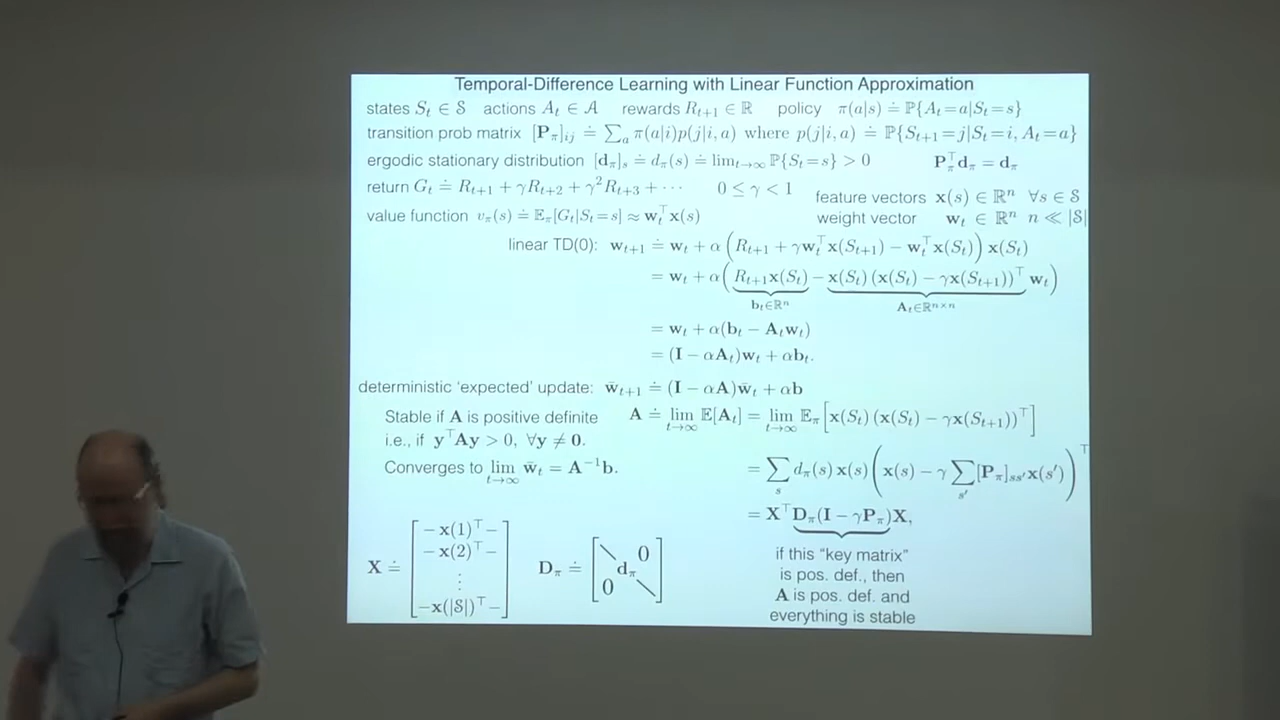 Temporal-Difference Learning with Linear Function Approximation
states S_t ∈ 𝒮 actions A_t ∈ 𝒜 rewards R_{t+1} ∈ ℝ policy π(a|s) ≐ ℙ{A_t=a|S_t=s}
transition prob matrix [P_π]_{ij} ≐ ∑_a π(a|i)p(j|i,a) where p(j|i,a) ≐ ℙ{S_{t+1}=j|S_t=i, A_t=a}
ergodic stationary distribution [d_π]_s ≐ d_π(s) ≐ lim_{t→∞} ℙ{S_t=s} > 0 P_π^⊤ d_π = d_π
return G_t ≐ R_{t+1} + γR_{t+2} + γ²R_{t+3} + ⋯ 0 ≤ γ < 1
feature vectors x(s) ∈ ℝⁿ ∀s ∈ 𝒮
value function v_π(s) ≐ 𝔼_π[G_t|S_t=s] ≈ w_t^⊤ x(s)
weight vector w_t ∈ ℝⁿ n ≪ |𝒮|
linear TD(0): w_{t+1} ≐ w_t + α(R_{t+1} + γw_t^⊤x(S_{t+1}) − w_t^⊤x(S_t))x(S_t)
= w_t + α(R_{t+1}x(S_t) − x(S_t)(x(S_t) − γx(S_{t+1}))^⊤ w_t)
b_t∈ℝⁿ A_t∈ℝ^{n×n}
= w_t + α(b_t − A_t w_t)
= (I − αA_t)w_t + αb_t.
deterministic 'expected' update: w̄_{t+1} ≐ (I − αA)w̄_t + αb
Stable if A is positive definite
i.e., if y^⊤Ay > 0, ∀y ≠ 0.
Converges to lim_{t→∞} w̄_t = A^{−1}b.
A ≐ lim_{t→∞} 𝔼[A_t] = lim_{t→∞} 𝔼_π[x(S_t)(x(S_t) − γx(S_{t+1}))^⊤]
= ∑_s d_π(s) x(s)(x(s) − γ∑_{s′}[P_π]_{ss′}x(s′))^⊤
= X^⊤D_π(I − γP_π)X,
if this "key matrix"
is pos. def., then
A is pos. def. and
everything is stable
X ≐ [ −x(1)^⊤−
−x(2)^⊤−
⋮
−x(|𝒮|)^⊤− ]
D_π ≐ [ \ 0
d_π
0 \ ]